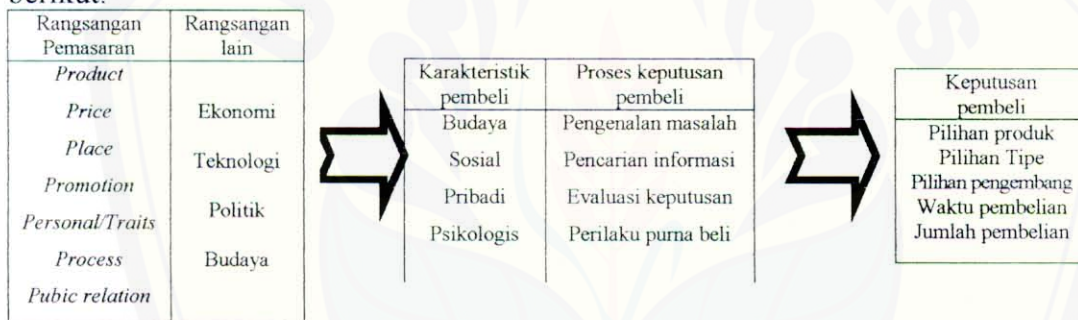 berikut:
Rangsangan
Pemasaran
Rangsangan
lain
Product
Price
Place
Promotion
Personal/Traits
Process
Pubic relation
Ekonomi
Teknologi
Politik
Budaya
Karakteristik
pembeli
Proses keputusan
pembeli
Budaya
Sosial
Pribadi
Psikologis
Pengenalan masalah
Pencarian informasi
Evaluasi keputusan
Perilaku purna beli
Keputusan
pembeli
Pilihan produk
Pilihan Tipe
Pilihan pengembang
Waktu pembelian
Jumlah pembelian